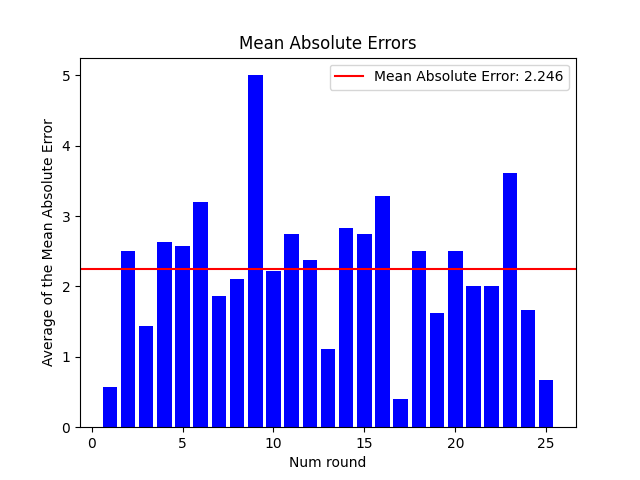 Mean Absolute Errors
Mean Absolute Error: 2.246
Average of the Mean Absolute Error
5
4
3
2
1
0
0 5 10 15 20 25
Num round